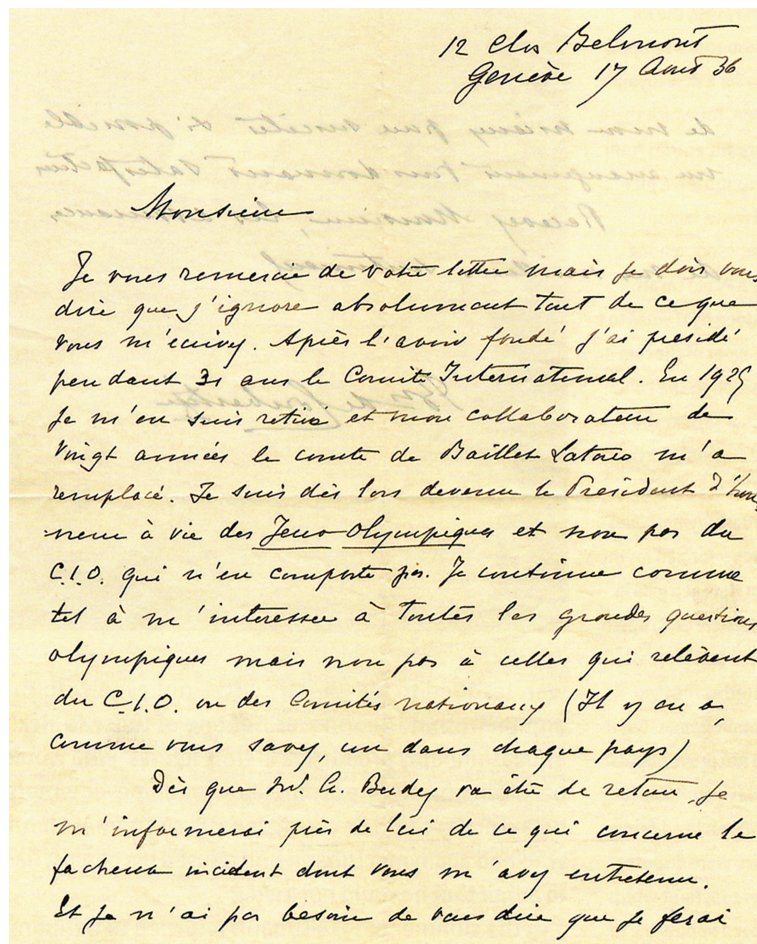 12 Clos Belmont
Genève 17 Août 36
Monsieur
Je vous remercie de votre lettre mais je dois vous
dire que j'ignore absolument tout de ce que
vous m'écrivez. Après l'avoir fondé j'ai présidé
pendant 31 ans le Comité International. En 1925
je m'en suis retiré et mon collaborateur de
vingt années le comte de Baillet Latour m'a
remplacé. Je suis dès lors devenu le Président d'hon
neur à vie des Jeux Olympiques et non pas du
C.I.O. qui n'en comporte pas. Je continue comme
tel à m'intéresser à toutes les grandes questions
olympiques mais non pas à celles qui relèvent
du C.I.O. ou des Comités nationaux (Il y en a,
comme vous savez, un dans chaque pays)
Dès que Mr. A. Berdez va être de retour, je
m'informerai près de lui de ce qui concerne le
facheux incident dont vous m'avez entretenu.
Et je n'ai pas besoin de vous dire que je ferai